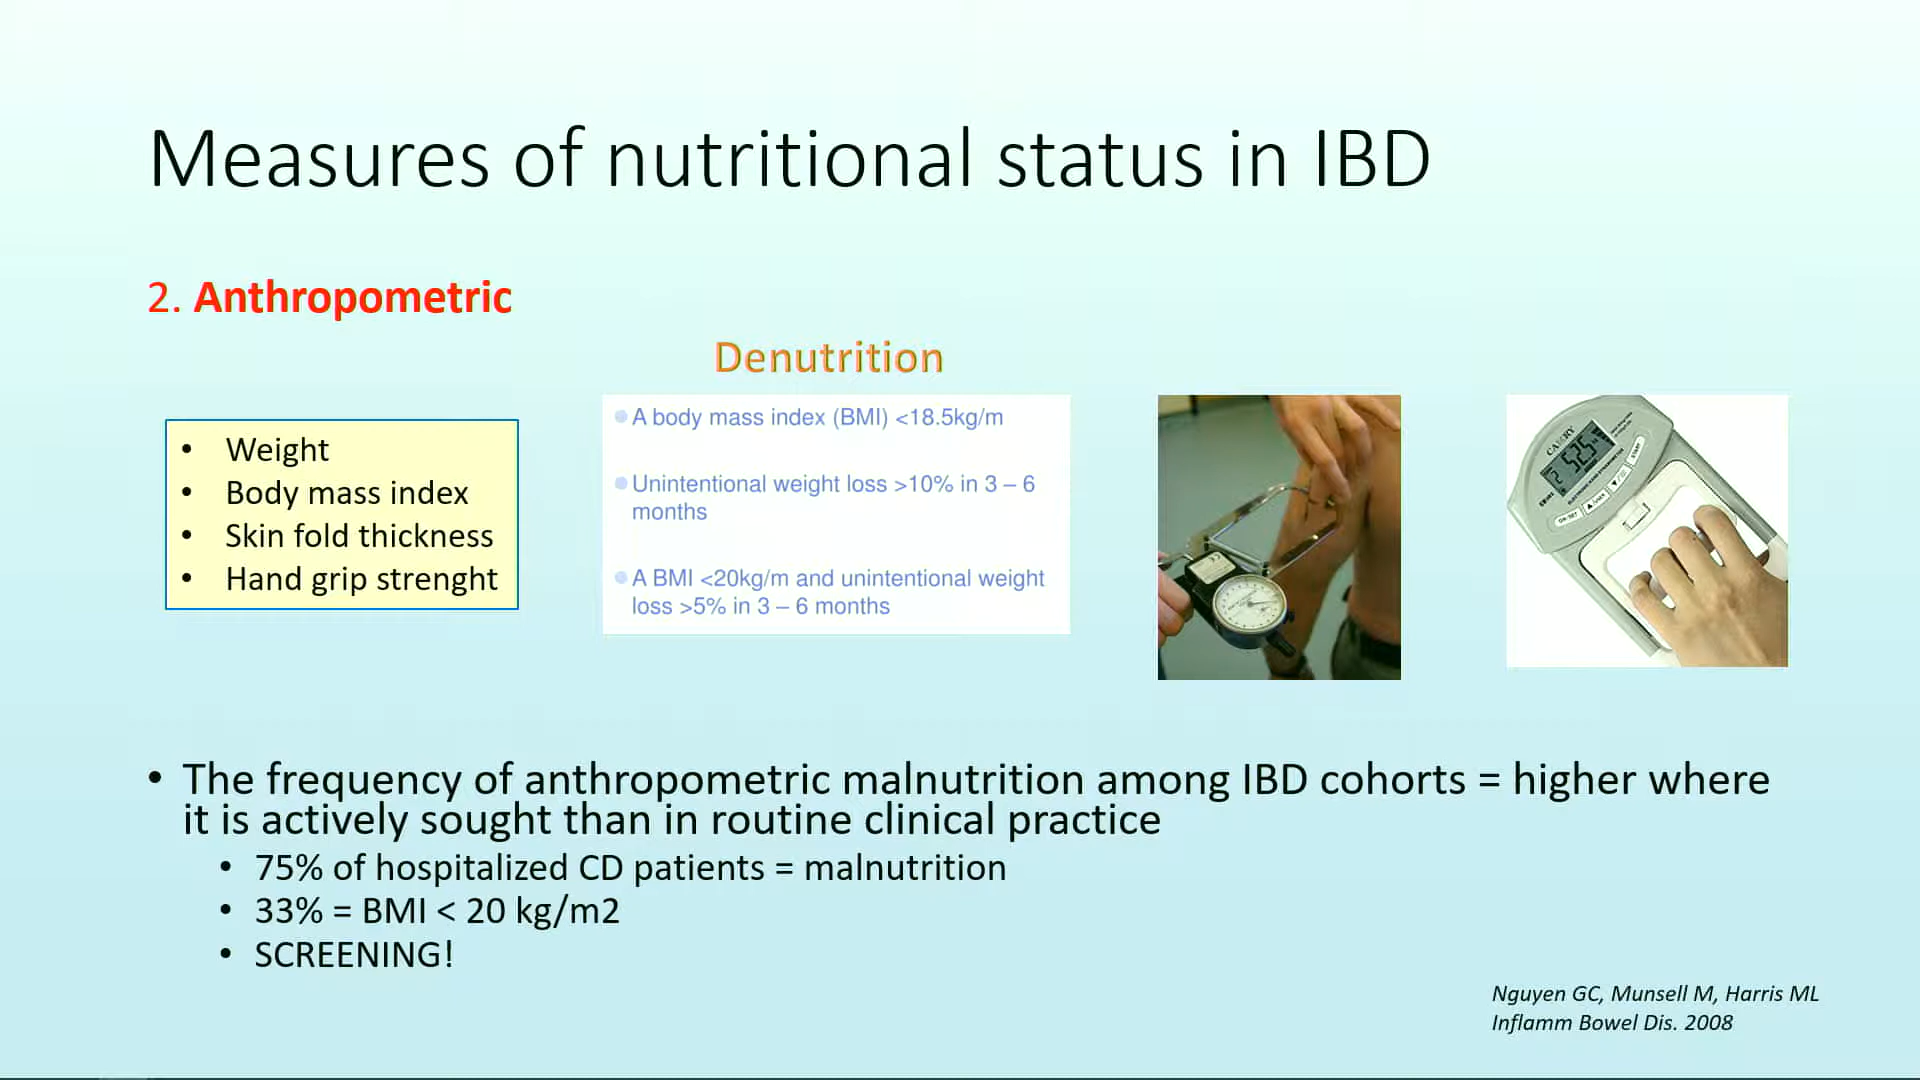 Measures of nutritional status in IBD
2. Anthropometric
Denutrition
• Weight
• Body mass index
• Skin fold thickness
• Hand grip strenght
A body mass index (BMI) <18.5kg/m
Unintentional weight loss >10% in 3 – 6
months
A BMI <20kg/m and unintentional weight
loss >5% in 3 – 6 months
CAMRY
52.5
• The frequency of anthropometric malnutrition among IBD cohorts = higher where
it is actively sought than in routine clinical practice
• 75% of hospitalized CD patients = malnutrition
• 33% = BMI < 20 kg/m2
• SCREENING!
Nguyen GC, Munsell M, Harris ML
Inflamm Bowel Dis. 2008